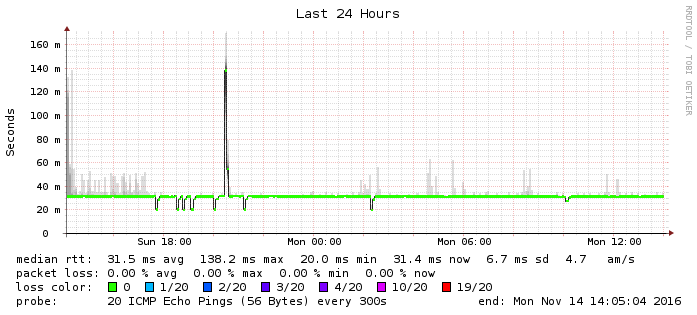 Last 24 Hours
RRDTOOL / TOBI OETIKER
Seconds
160 m
140 m
120 m
100 m
80 m
60 m
40 m
20 m
0
Sun 18:00 Mon 00:00 Mon 06:00 Mon 12:00
median rtt: 31.5 ms avg 138.2 ms max 20.0 ms min 31.4 ms now 6.7 ms sd 4.7 am/s
packet loss: 0.00 % avg 0.00 % max 0.00 % min 0.00 % now
loss color: 0 1/20 2/20 3/20 4/20 10/20 19/20
probe: 20 ICMP Echo Pings (56 Bytes) every 300s end: Mon Nov 14 14:05:04 2016